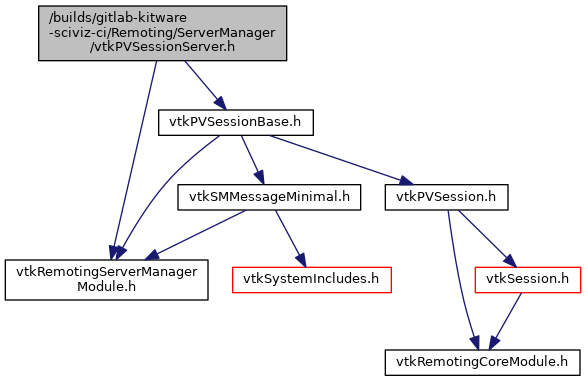 /builds/gitlab-kitware
-sciviz-ci/Remoting/ServerManager
/vtkPVSessionServer.h
vtkPVSessionBase.h
vtkSMMessageMinimal.h
vtkPVSession.h
vtkRemotingServerManager
Module.h
vtkSystemIncludes.h
vtkSession.h
vtkRemotingCoreModule.h